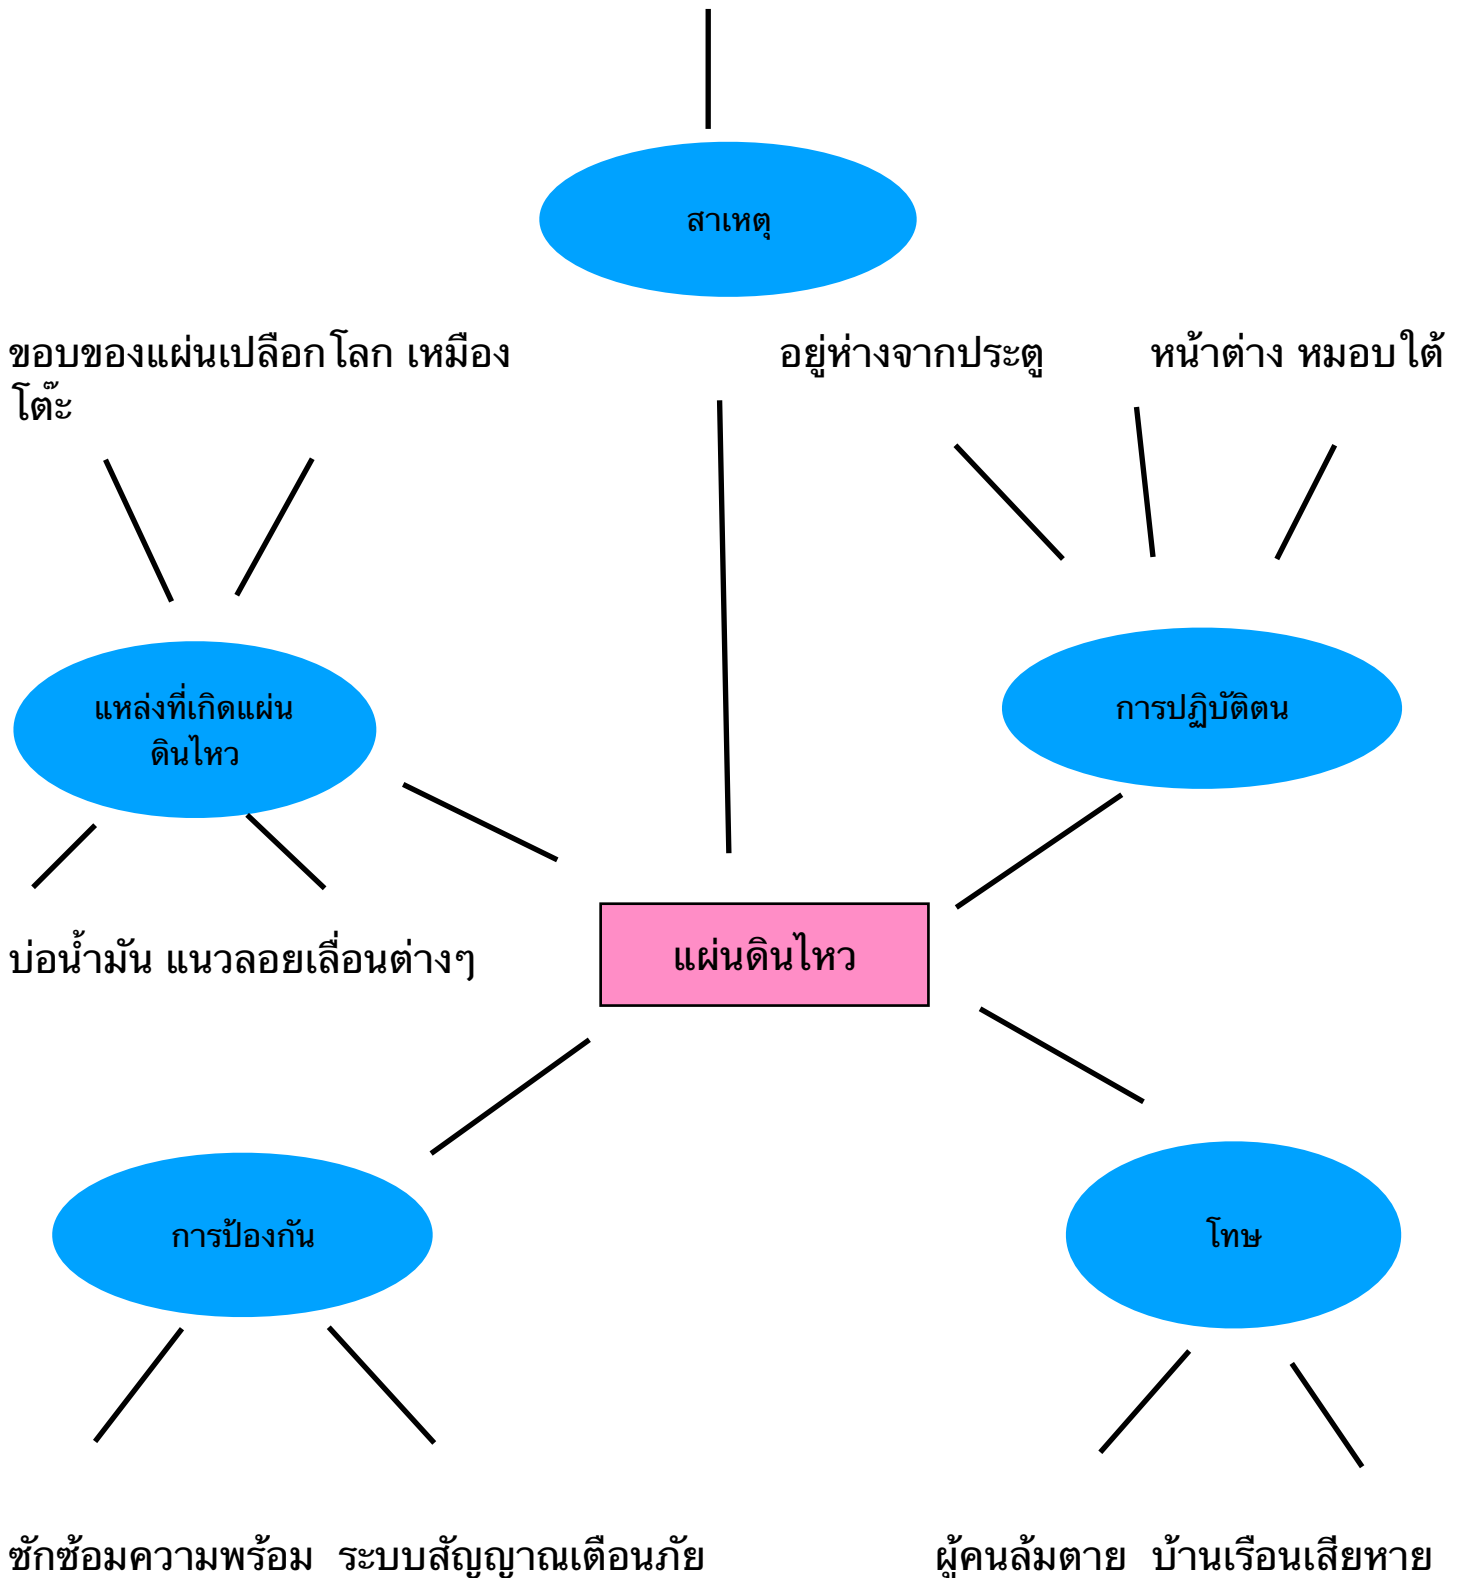 สาเหตุ
ขอบของแผ่นเปลือกโลก เหมือง อยู่ห่างจากประตู หน้าต่าง หมอบใต้
โต๊ะ
แหล่งที่เกิดแผ่น
ดินไหว
การปฏิบัติตน
บ่อน้ำมัน แนวลอยเลื่อนต่างๆ
แผ่นดินไหว
การป้องกัน
โทษ
ซักซ้อมความพร้อม ระบบสัญญาณเตือนภัย ผู้คนล้มตาย บ้านเรือนเสียหาย